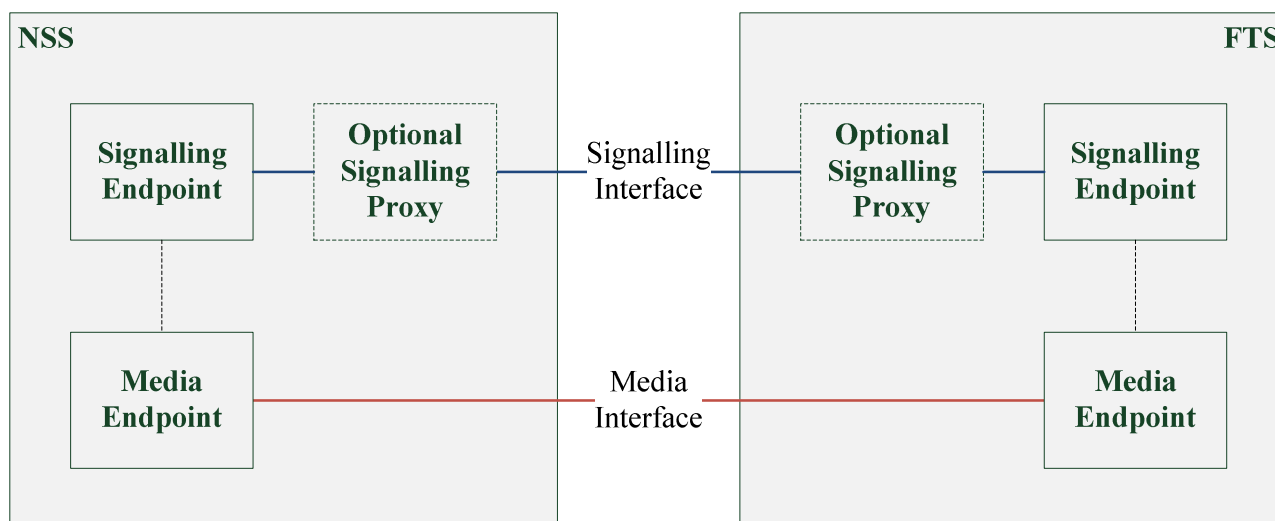 NSS
FTS
Signalling
Endpoint
Optional
Signalling
Proxy
Signalling
Interface
Optional
Signalling
Proxy
Signalling
Endpoint
Media
Endpoint
Media
Interface
Media
Endpoint